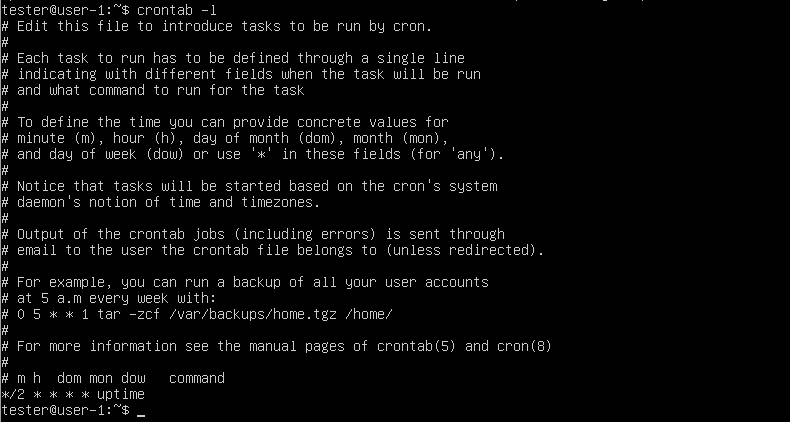 tester@user-1:~$ crontab -l
# Edit this file to introduce tasks to be run by cron.
#
# Each task to run has to be defined through a single line
# indicating with different fields when the task will be run
# and what command to run for the task
#
# To define the time you can provide concrete values for
# minute (m), hour (h), day of month (dom), month (mon),
# and day of week (dow) or use '*' in these fields (for 'any').
#
# Notice that tasks will be started based on the cron's system
# daemon's notion of time and timezones.
#
# Output of the crontab jobs (including errors) is sent through
# email to the user the crontab file belongs to (unless redirected).
#
# For example, you can run a backup of all your user accounts
# at 5 a.m every week with:
# 0 5 * * 1 tar -zcf /var/backups/home.tgz /home/
#
# For more information see the manual pages of crontab(5) and cron(8)
#
# m h  dom mon dow   command
*/2 * * * * uptime
tester@user-1:~$ _